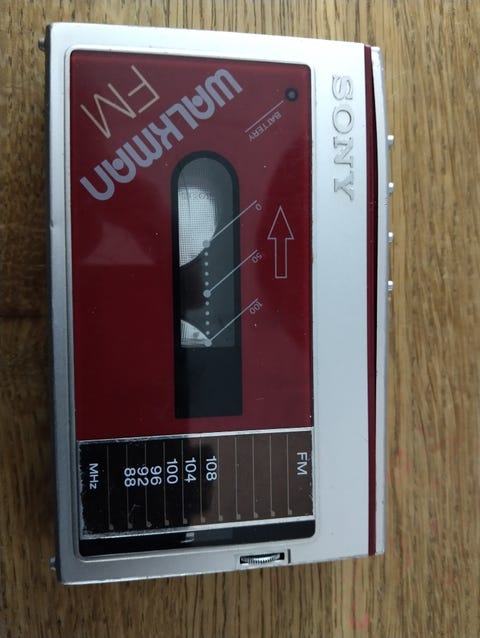 SONY
WALKMAN
FM
BATTERY
0
50
100
FM
108
104
100
96
92
88
MHz